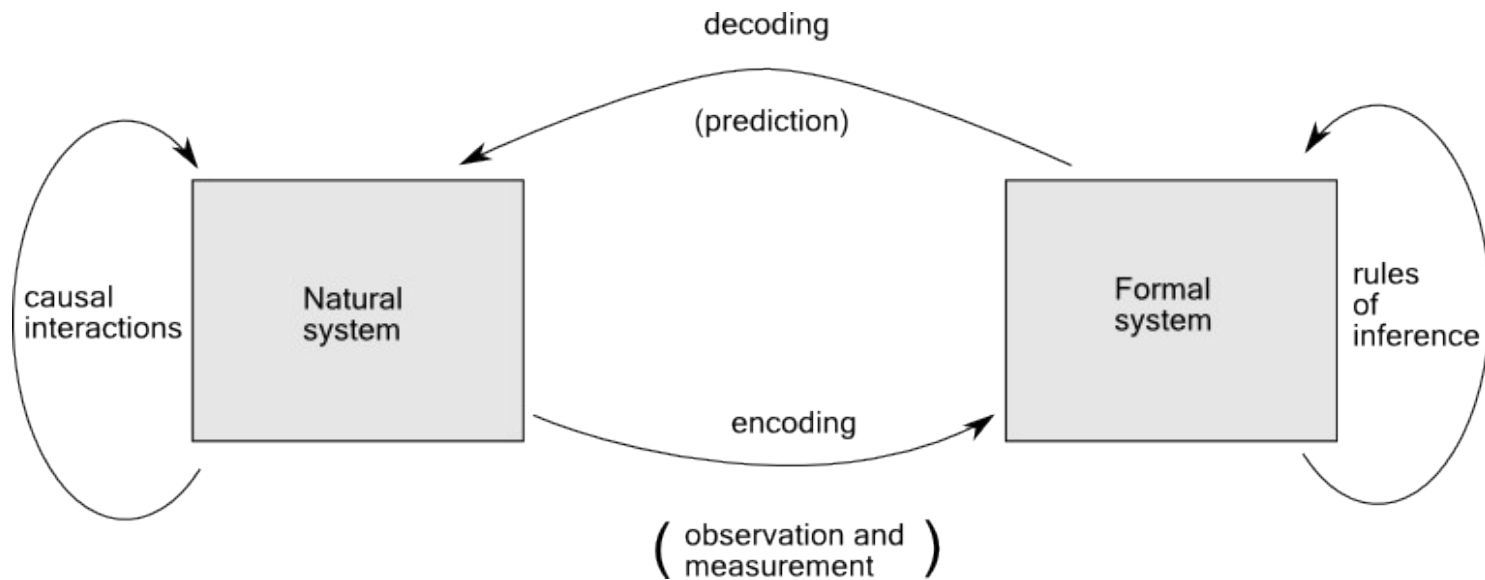 decoding
(prediction)
causal
interactions
Natural
system
Formal
system
rules
of
inference
encoding
( observation and
measurement )